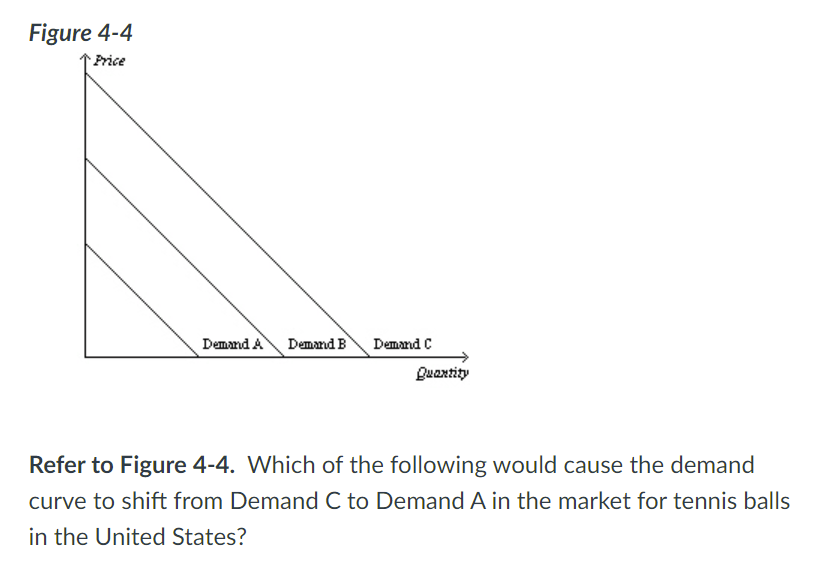 Figure 4-4
Price
Demand A Demand B Demand C
Quantity
Refer to Figure 4-4. Which of the following would cause the demand
curve to shift from Demand C to Demand A in the market for tennis balls
in the United States?